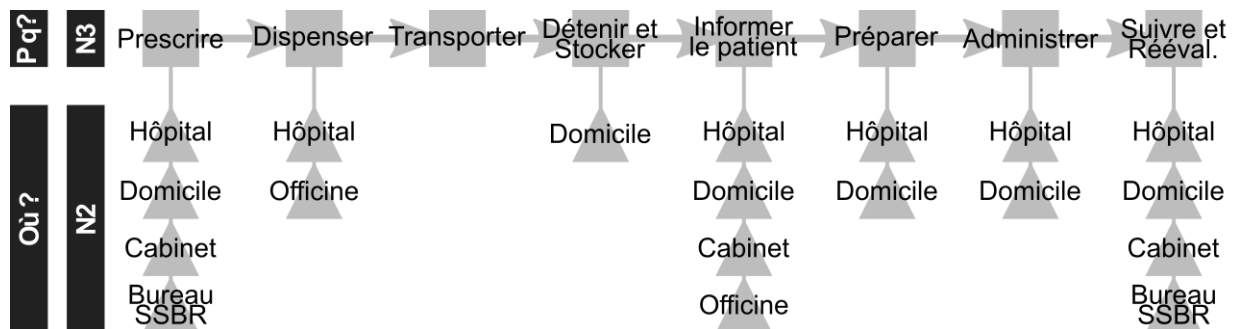 P q?
N3
Prescrire
Dispenser
Transporter
Détenir et
Stocker
Informer
le patient
Préparer
Administrer
Suivre et
Rééval.
Où ?
N2
Hôpital
Hôpital
Domicile
Hôpital
Hôpital
Hôpital
Hôpital
Domicile
Officine
Domicile
Domicile
Domicile
Domicile
Cabinet
Cabinet
Cabinet
Bureau
SSBR
Officine
Bureau
SSBR